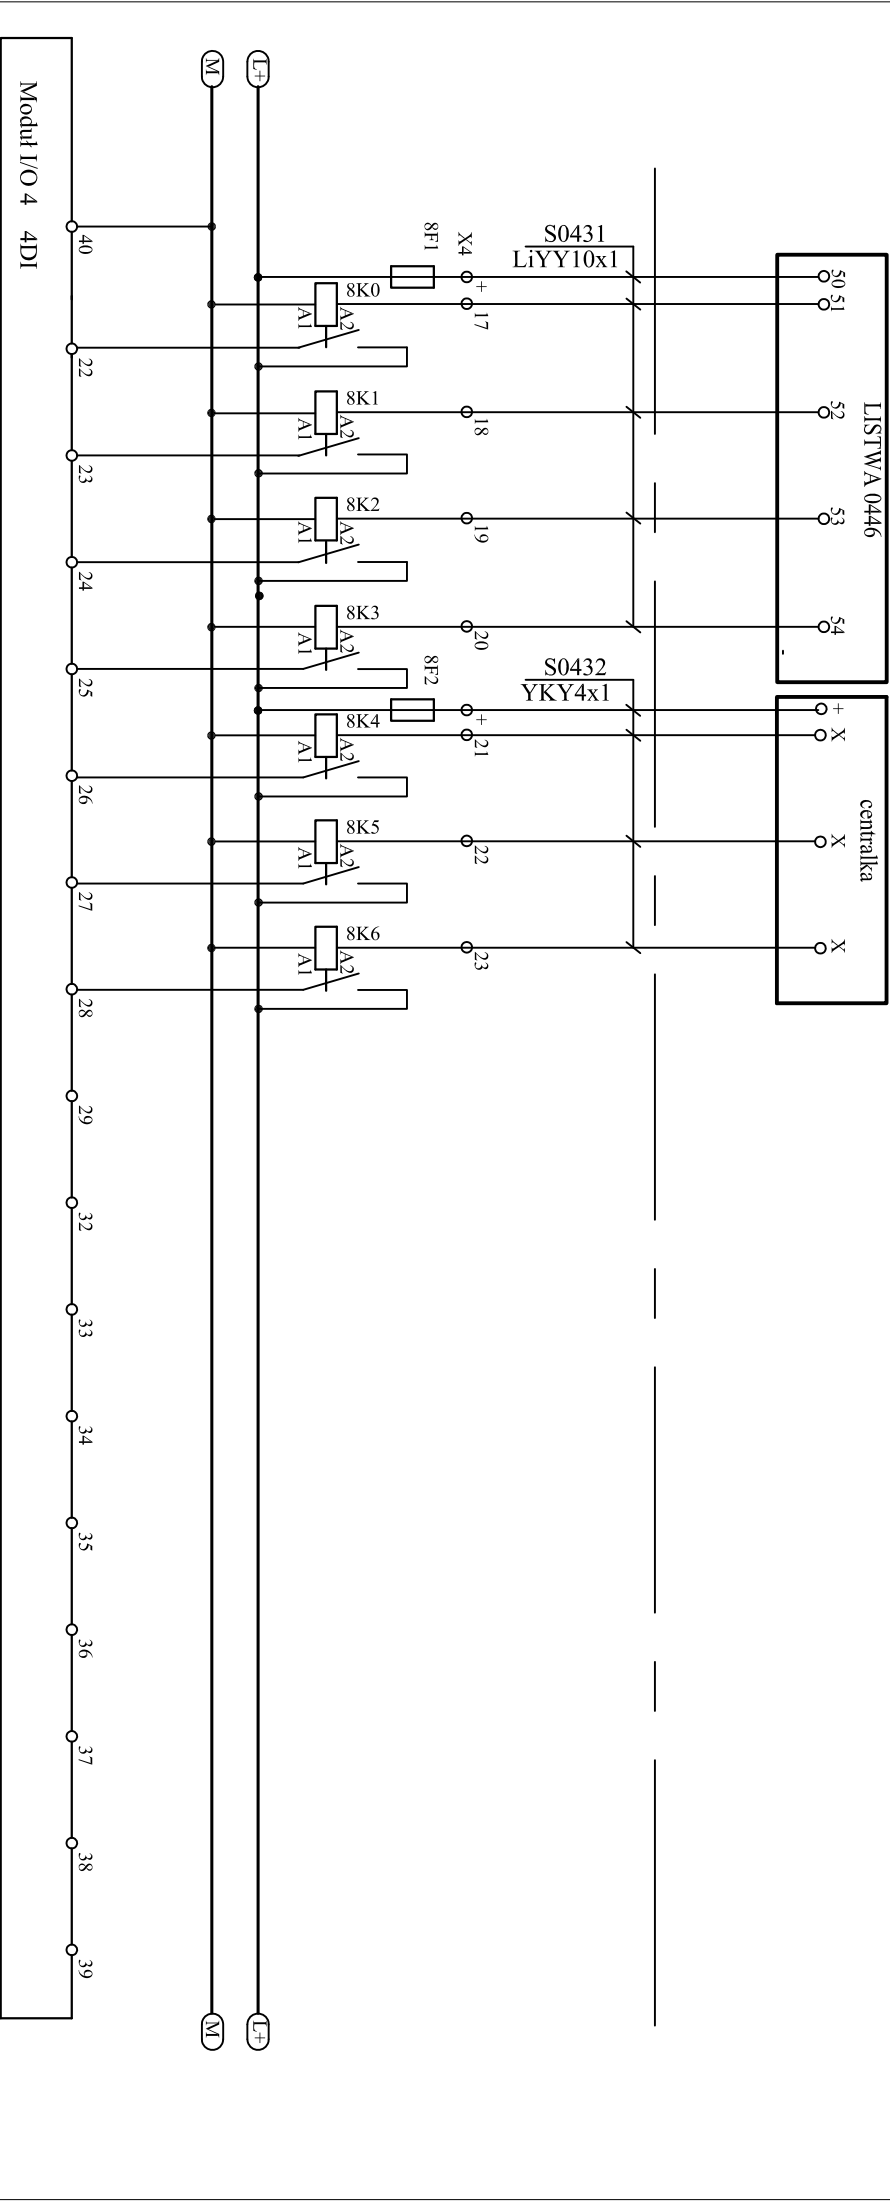 Moduł I/O 4 4DI
M
L+
40
22
23
24
25
26
27
28
29
32
33
34
35
36
37
38
39
M
L+
8F1
X4
+
S0431
LiYY10x1
8K0
A1
A2
17
8K1
A1
A2
18
8K2
A1
A2
19
8K3
A1
A2
20
8F2
+
S0432
YKY4x1
8K4
A1
A2
21
8K5
A1
A2
22
8K6
A1
A2
23
LISTWA 0446
50
51
52
53
54
centralka
+
X
X
X